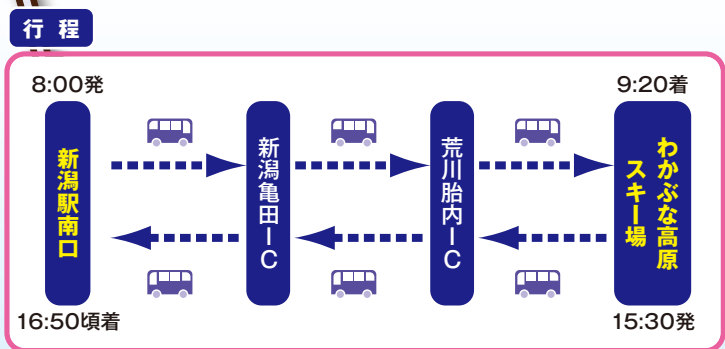 行程
8:00発
9:20着
新潟駅南口
新潟亀田IC
荒川胎内IC
わかぶな高原
スキー場
16:50頃着
15:30発